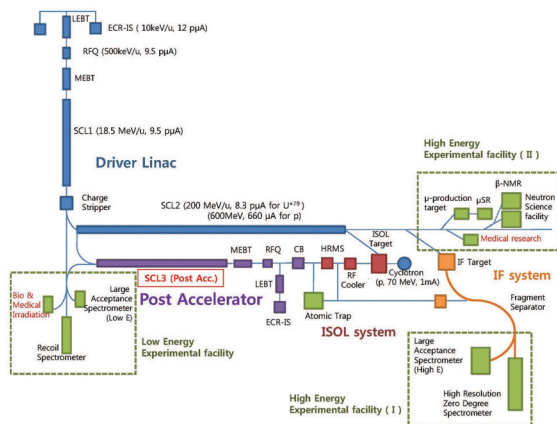 LEBT
ECR-IS ( 10keV/u, 12 pμA)
RFQ (500keV/u, 9.5 pμA)
MEBT
SCL1 (18.5 MeV/u, 9.5 pμA)
Driver Linac
Charge
Stripper
SCL2 (200 MeV/u, 8.3 pμA for U⁺⁷⁹)
(600MeV, 660 μA for p)
High Energy
Experimental facility ( II )
β-NMR
μ-production
target
μSR
Neutron
Science
facility
Medical research
ISOL
Target
MEBT
RFQ
CB
HRMS
SCL3 (Post Acc.)
LEBT
RF
Cooler
Cyclotron
(p, 70 MeV, 1mA)
IF Target
IF system
Post Accelerator
ECR-IS
Atomic Trap
ISOL system
Fragment
Separator
Bio &
Medical
Irradiation
Large
Acceptance
Spectrometer
(Low E)
Recoil
Spectrometer
Low Energy
Experimental facility
Large
Acceptance
Spectrometer
(High E)
High Resolution
Zero Degree
Spectrometer
High Energy
Experimental facility ( I )